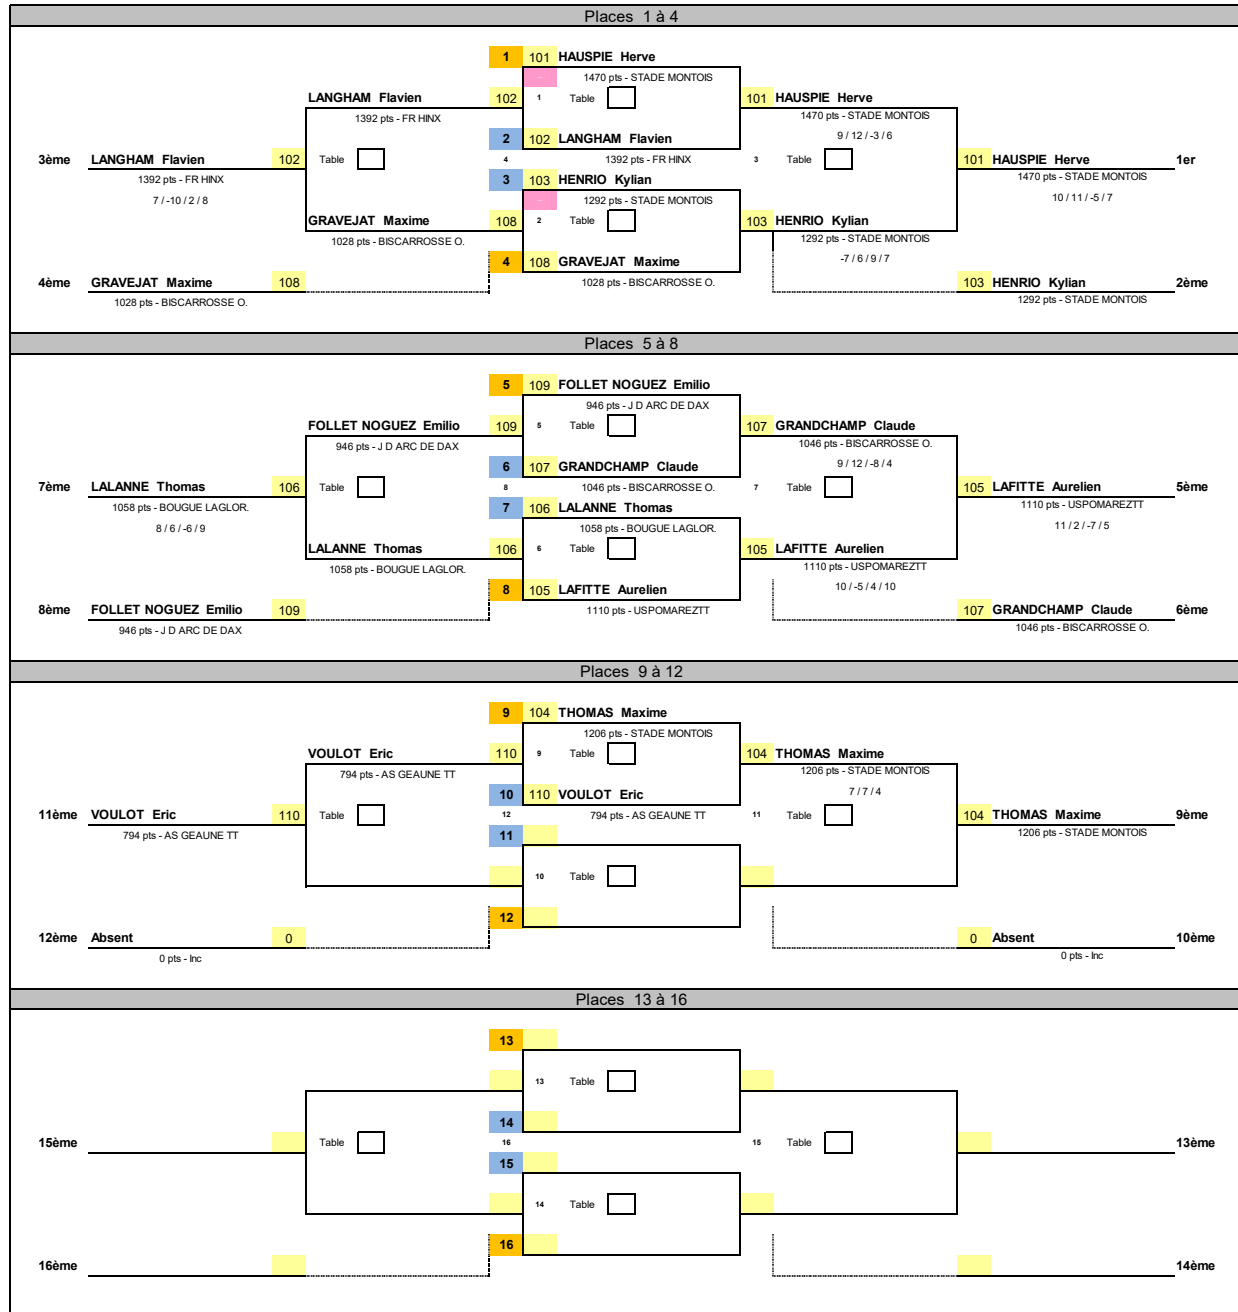 Places 1 à 4
1 101 HAUSPIE Herve
1470 pts - STADE MONTOIS
LANGHAM Flavien 102 1 Table 101 HAUSPIE Herve
1392 pts - FR HINX 1470 pts - STADE MONTOIS
2 102 LANGHAM Flavien 9 / 12 / -3 / 6
3ème LANGHAM Flavien 102 Table 4 1392 pts - FR HINX 3 Table 101 HAUSPIE Herve 1er
1392 pts - FR HINX 3 103 HENRIO Kylian 1470 pts - STADE MONTOIS
7 / -10 / 2 / 8 1292 pts - STADE MONTOIS 10 / 11 / -5 / 7
GRAVEJAT Maxime 108 2 Table 103 HENRIO Kylian
1028 pts - BISCARROSSE O. 1292 pts - STADE MONTOIS
4 108 GRAVEJAT Maxime -7 / 6 / 9 / 7
4ème GRAVEJAT Maxime 108 1028 pts - BISCARROSSE O. 103 HENRIO Kylian 2ème
1028 pts - BISCARROSSE O. 1292 pts - STADE MONTOIS
Places 5 à 8
5 109 FOLLET NOGUEZ Emilio
946 pts - J D ARC DE DAX
FOLLET NOGUEZ Emilio 109 5 Table 107 GRANDCHAMP Claude
946 pts - J D ARC DE DAX 1046 pts - BISCARROSSE O.
6 107 GRANDCHAMP Claude 9 / 12 / -8 / 4
7ème LALANNE Thomas 106 Table 8 1046 pts - BISCARROSSE O. 7 Table 105 LAFITTE Aurelien 5ème
1058 pts - BOUGUE LAGLOR. 7 106 LALANNE Thomas 1110 pts - USPOMAREZTT
8 / 6 / -6 / 9 1058 pts - BOUGUE LAGLOR. 11 / 2 / -7 / 5
LALANNE Thomas 106 6 Table 105 LAFITTE Aurelien
1058 pts - BOUGUE LAGLOR. 1110 pts - USPOMAREZTT
8 105 LAFITTE Aurelien 10 / -5 / 4 / 10
8ème FOLLET NOGUEZ Emilio 109 1110 pts - USPOMAREZTT 107 GRANDCHAMP Claude 6ème
946 pts - J D ARC DE DAX 1046 pts - BISCARROSSE O.
Places 9 à 12
9 104 THOMAS Maxime
1206 pts - STADE MONTOIS
VOULOT Eric 110 9 Table 104 THOMAS Maxime
794 pts - AS GEAUNE TT 1206 pts - STADE MONTOIS
10 110 VOULOT Eric 7 / 7 / 4
11ème VOULOT Eric 110 Table 12 794 pts - AS GEAUNE TT 11 Table 104 THOMAS Maxime 9ème
794 pts - AS GEAUNE TT 11 1206 pts - STADE MONTOIS
10 Table
12
12ème Absent 0 0 Absent 10ème
0 pts - Inc 0 pts - Inc
Places 13 à 16
13
13 Table
14
15ème Table 16 15 Table 13ème
15
14 Table
16
16ème 14ème